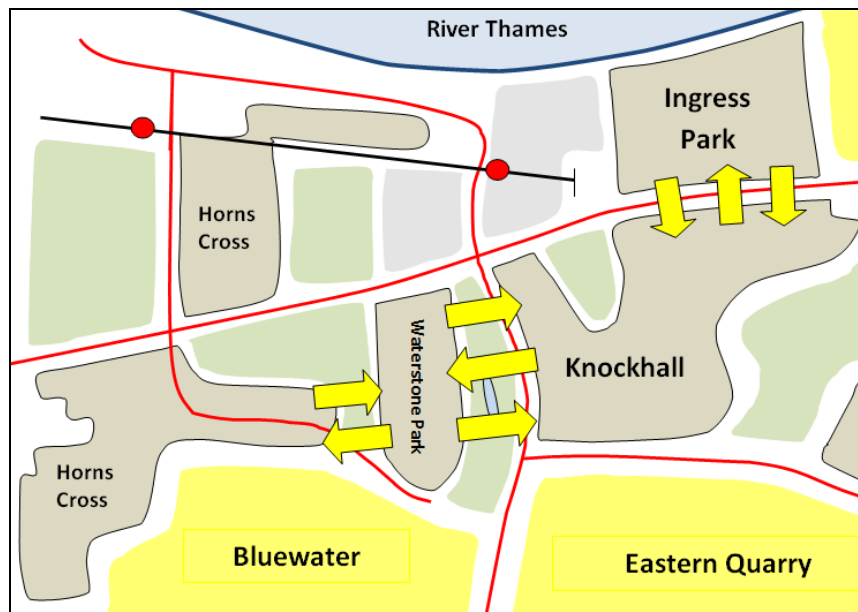 River Thames
Ingress
Park
Horns
Cross
Waterstone Park
Knockhall
Horns
Cross
Bluewater
Eastern Quarry